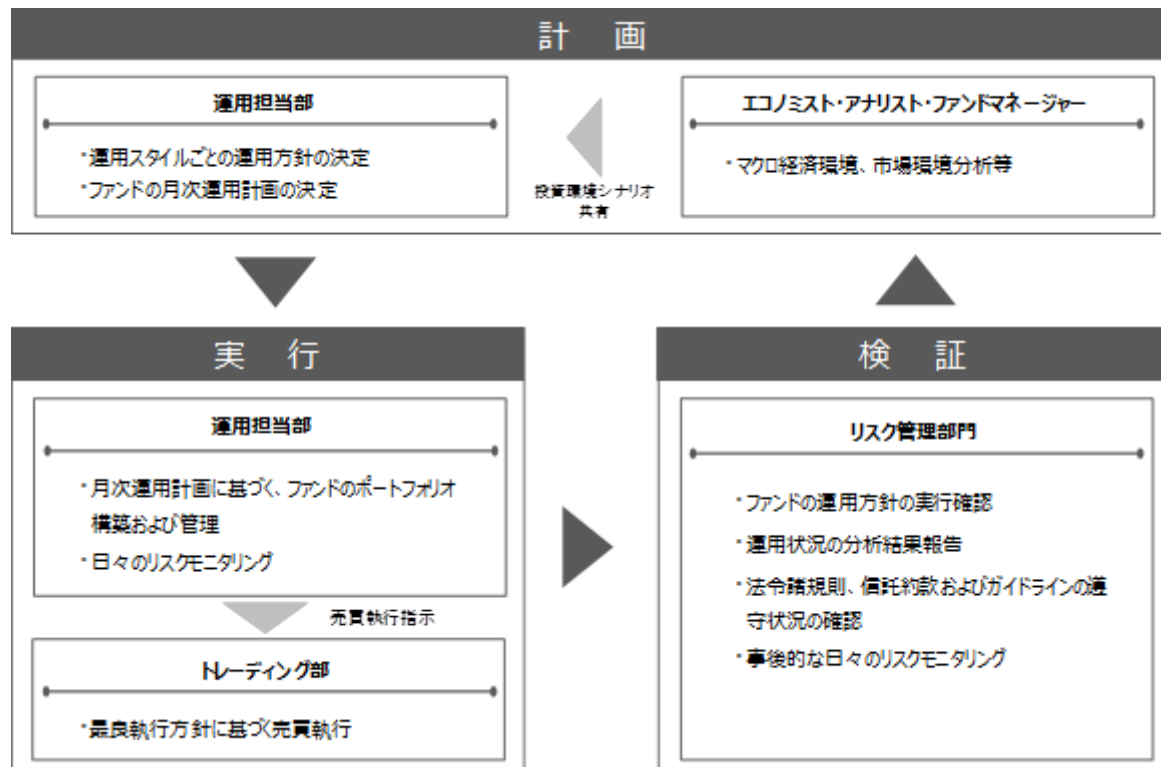 計 画
運用担当部
・運用スタイルごとの運用方針の決定
・ファンドの月次運用計画の決定
投資環境シナリオ
共有
エコノミスト・アナリスト・ファンドマネージャー
・マクロ経済環境、市場環境分析等
実 行
運用担当部
・月次運用計画に基づく、ファンドのポートフォリオ
構築および管理
・日々のリスクモニタリング
売買執行指示
トレーディング部
・最良執行方針に基づく売買執行
検 証
リスク管理部門
・ファンドの運用方針の実行確認
・運用状況の分析結果報告
・法令諸規則、信託約款およびガイドラインの遵
守状況の確認
・事後的な日々のリスクモニタリング